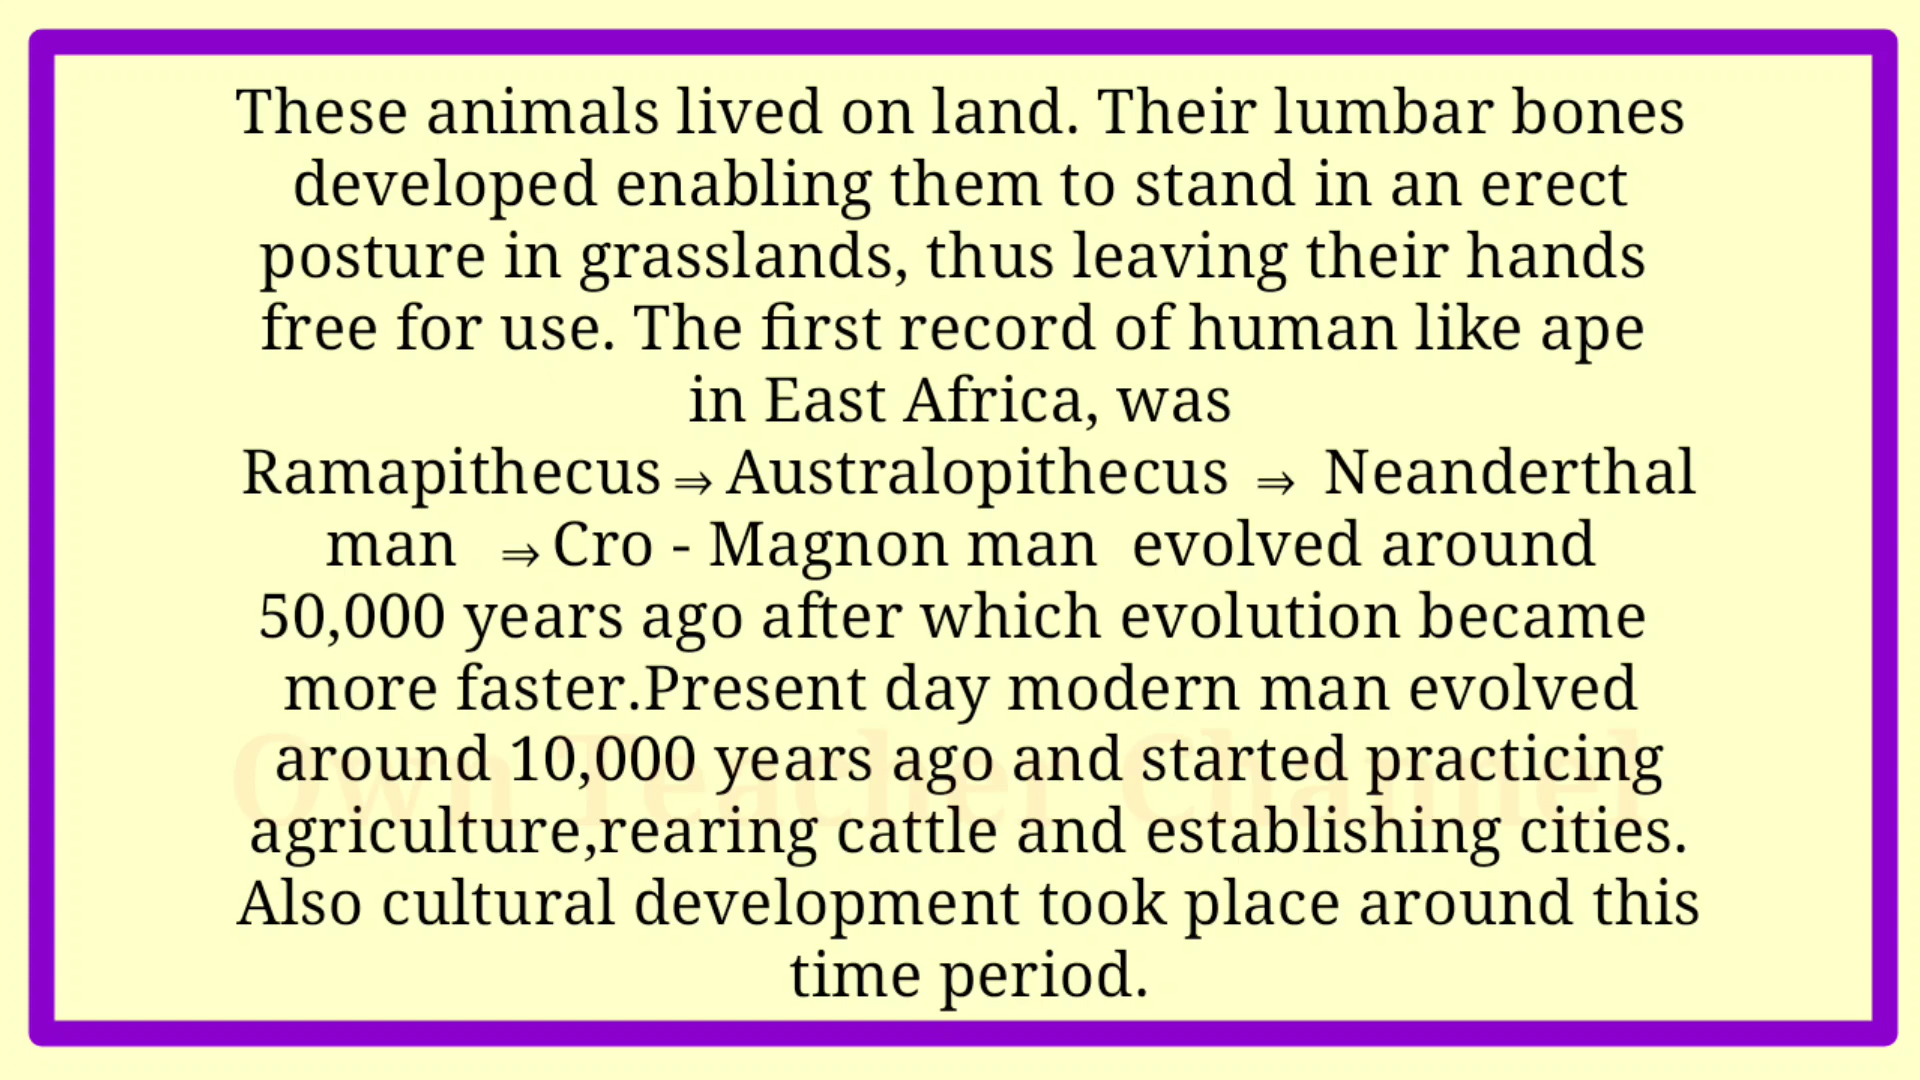 These animals lived on land. Their lumbar bones
developed enabling them to stand in an erect
posture in grasslands, thus leaving their hands
free for use. The first record of human like ape
in East Africa, was
Ramapithecus ⇒ Australopithecus ⇒ Neanderthal
man ⇒ Cro - Magnon man evolved around
50,000 years ago after which evolution became
more faster.Present day modern man evolved
around 10,000 years ago and started practicing
Own Teacher Channel
agriculture,rearing cattle and establishing cities.
Also cultural development took place around this
time period.